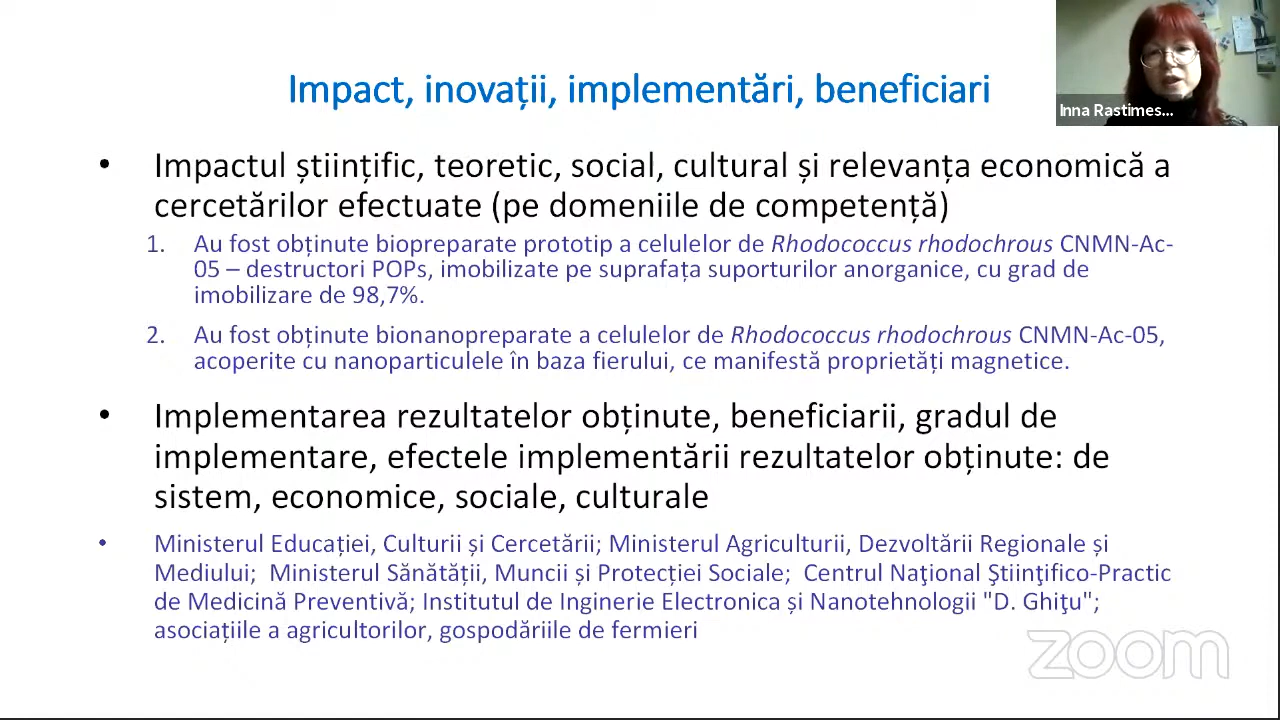 Impact, inovații, implementări, beneficiari
Inna Rastimes...
• Impactul științific, teoretic, social, cultural și relevanța economică a
cercetărilor efectuate (pe domeniile de competență)
1. Au fost obținute biopreparate prototip a celulelor de Rhodococcus rhodochrous CNMN-Ac-
05 – destructori POPs, imobilizate pe suprafața suporturilor anorganice, cu grad de
imobilizare de 98,7%.
2. Au fost obținute bionanopreparate a celulelor de Rhodococcus rhodochrous CNMN-Ac-05,
acoperite cu nanoparticulele în baza fierului, ce manifestă proprietăți magnetice.
• Implementarea rezultatelor obținute, beneficiarii, gradul de
implementare, efectele implementării rezultatelor obținute: de
sistem, economice, sociale, culturale
• Ministerul Educației, Culturii și Cercetării; Ministerul Agriculturii, Dezvoltării Regionale și
Mediului; Ministerul Sănătății, Muncii și Protecției Sociale; Centrul Naţional Ştiinţifico-Practic
de Medicină Preventivă; Institutul de Inginerie Electronica și Nanotehnologii "D. Ghiţu";
asociațiile a agricultorilor, gospodăriile de fermieri
zoom